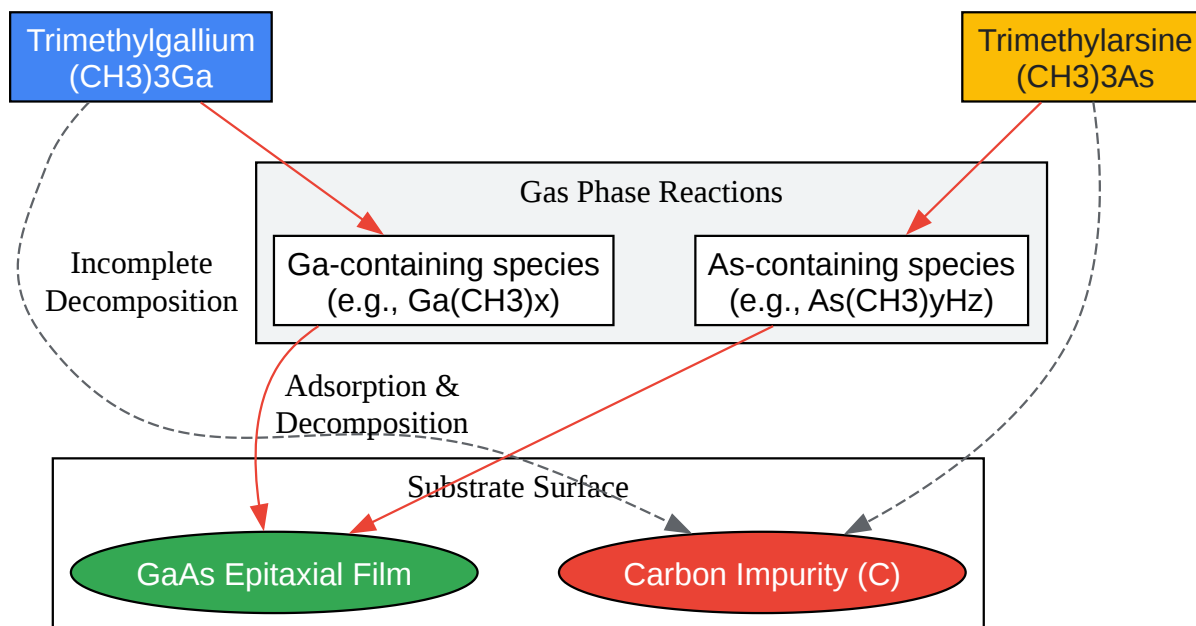 Trimethylgallium
(CH3)3Ga
Trimethylarsine
(CH3)3As
Gas Phase Reactions
Ga-containing species
(e.g., Ga(CH3)x)
As-containing species
(e.g., As(CH3)yHz)
Incomplete
Decomposition
Adsorption &
Decomposition
Substrate Surface
GaAs Epitaxial Film
Carbon Impurity (C)